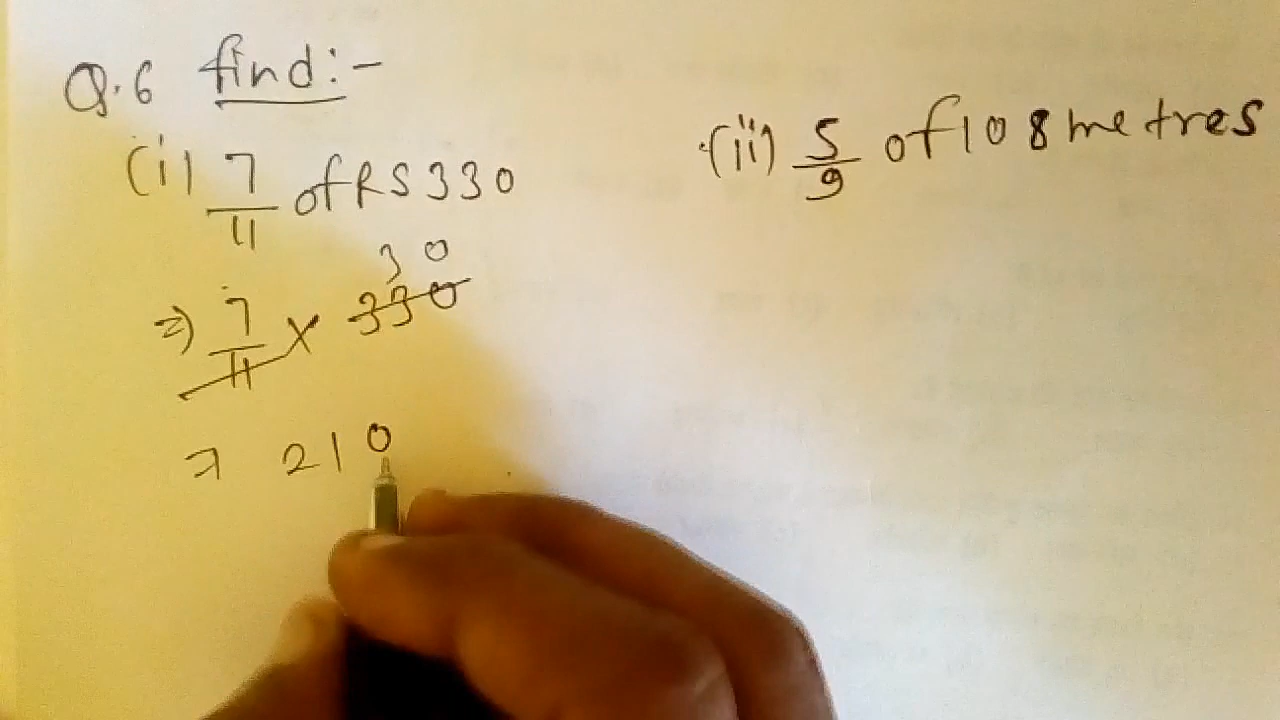 Q.6 find:-
(i) 7/11 of RS 330
30
⇒ 7/11 × 330
⇒ 210
(ii) 5/9 of 108 metres